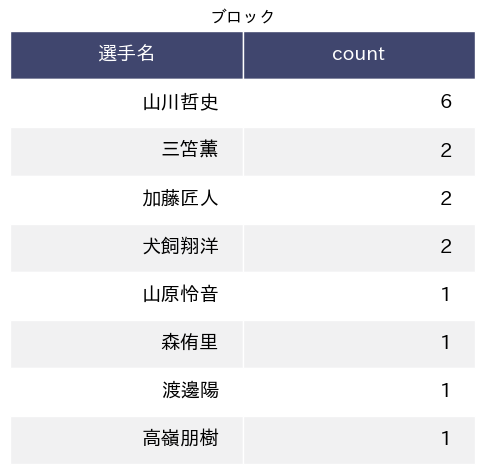 ブロック
選手名 count
山川哲史 6
三笘薫 2
加藤匠人 2
犬飼翔洋 2
山原怜音 1
森侑里 1
渡邊陽 1
高嶺朋樹 1